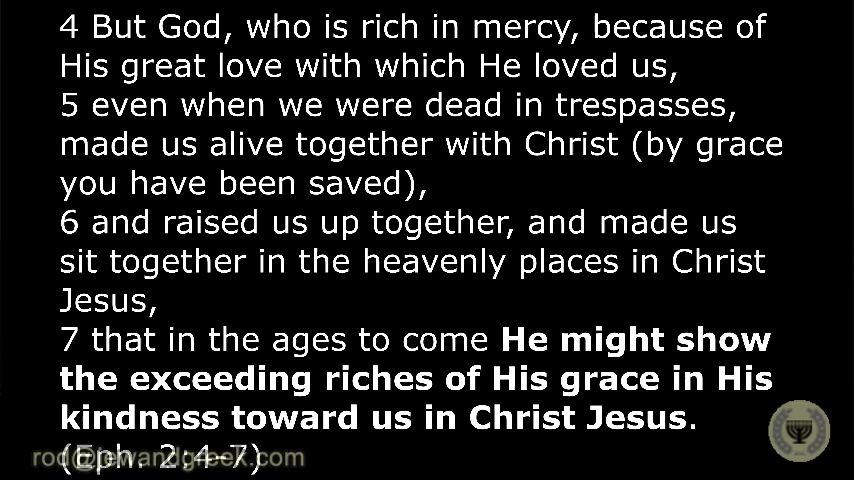 4 But God, who is rich in mercy, because of
His great love with which He loved us,
5 even when we were dead in trespasses,
made us alive together with Christ (by grace
you have been saved),
6 and raised us up together, and made us
sit together in the heavenly places in Christ
Jesus,
7 that in the ages to come He might show
the exceeding riches of His grace in His
kindness toward us in Christ Jesus.
(Eph. 2:4–7)
rod@jewandgreek.com